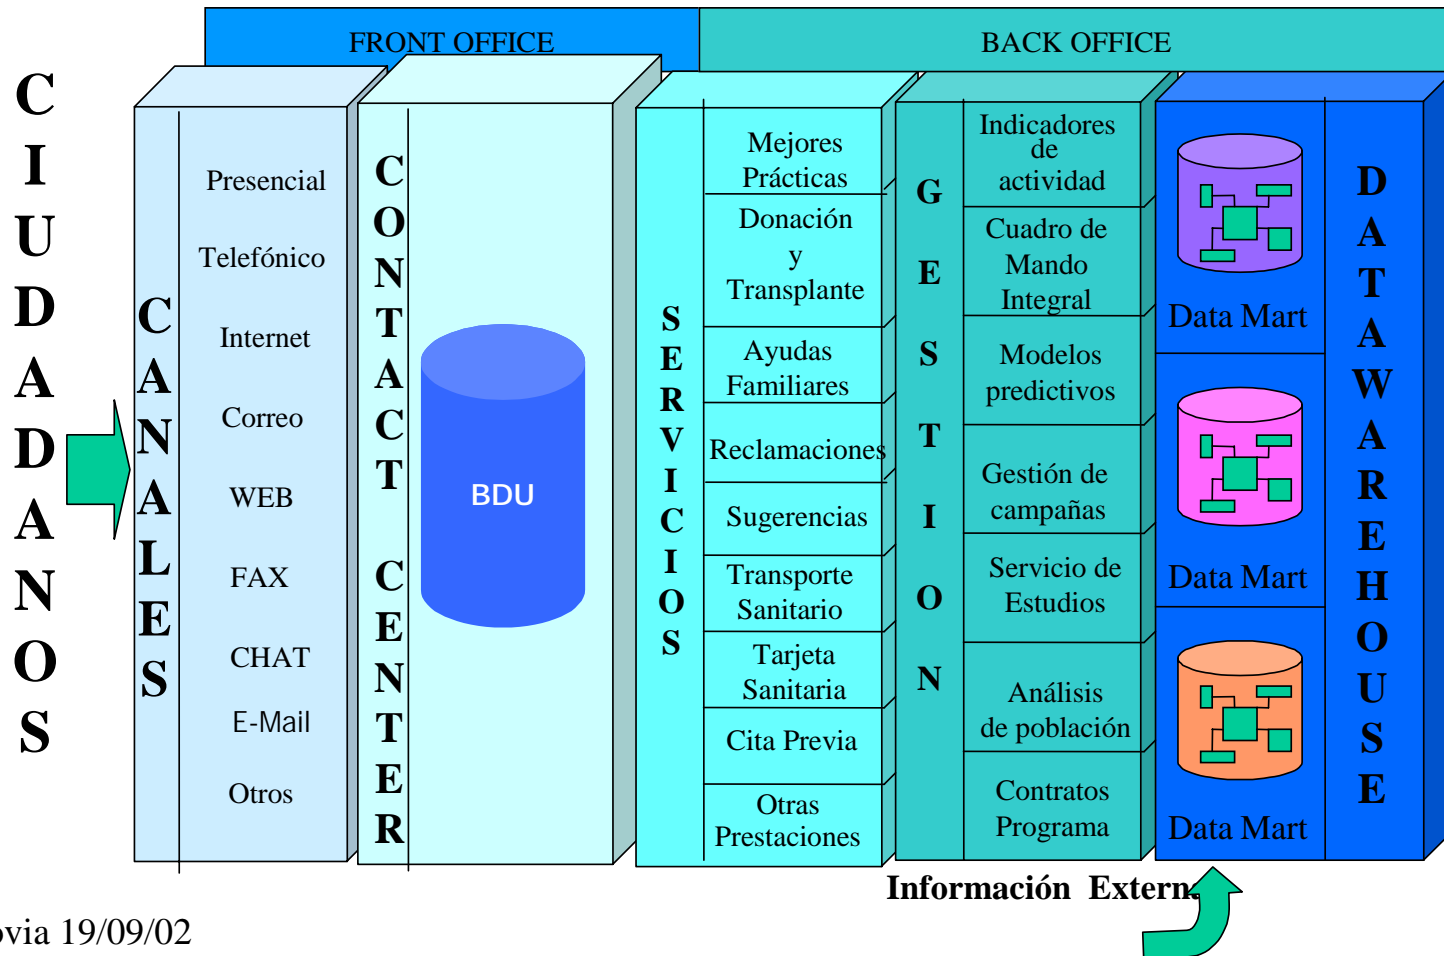 FRONT OFFICE
BACK OFFICE
CIUDADANOS
CANALES
Presencial
Telefónico
Internet
Correo
WEB
FAX
CHAT
E-Mail
Otros
CONTACT CENTER
BDU
SERVICIOS
Mejores
Prácticas
Donación
y
Transplante
Ayudas
Familiares
Reclamaciones
Sugerencias
Transporte
Sanitario
Tarjeta
Sanitaria
Cita Previa
Otras
Prestaciones
GESTION
Indicadores
de
actividad
Cuadro de
Mando
Integral
Modelos
predictivos
Gestión de
campañas
Servicio de
Estudios
Análisis
de población
Contratos
Programa
Data Mart
Data Mart
Data Mart
DATAWAREHOUSE
Información Externa
ovia 19/09/02